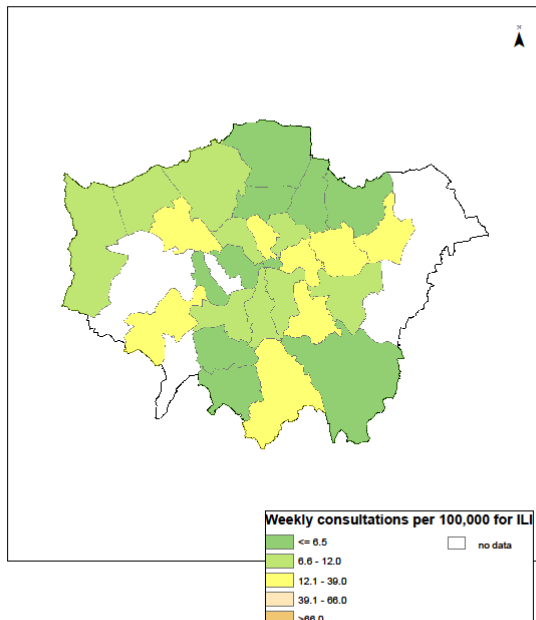 N
Weekly consultations per 100,000 for ILI
<= 6.5
no data
6.6 - 12.0
12.1 - 39.0
39.1 - 66.0
>66.0